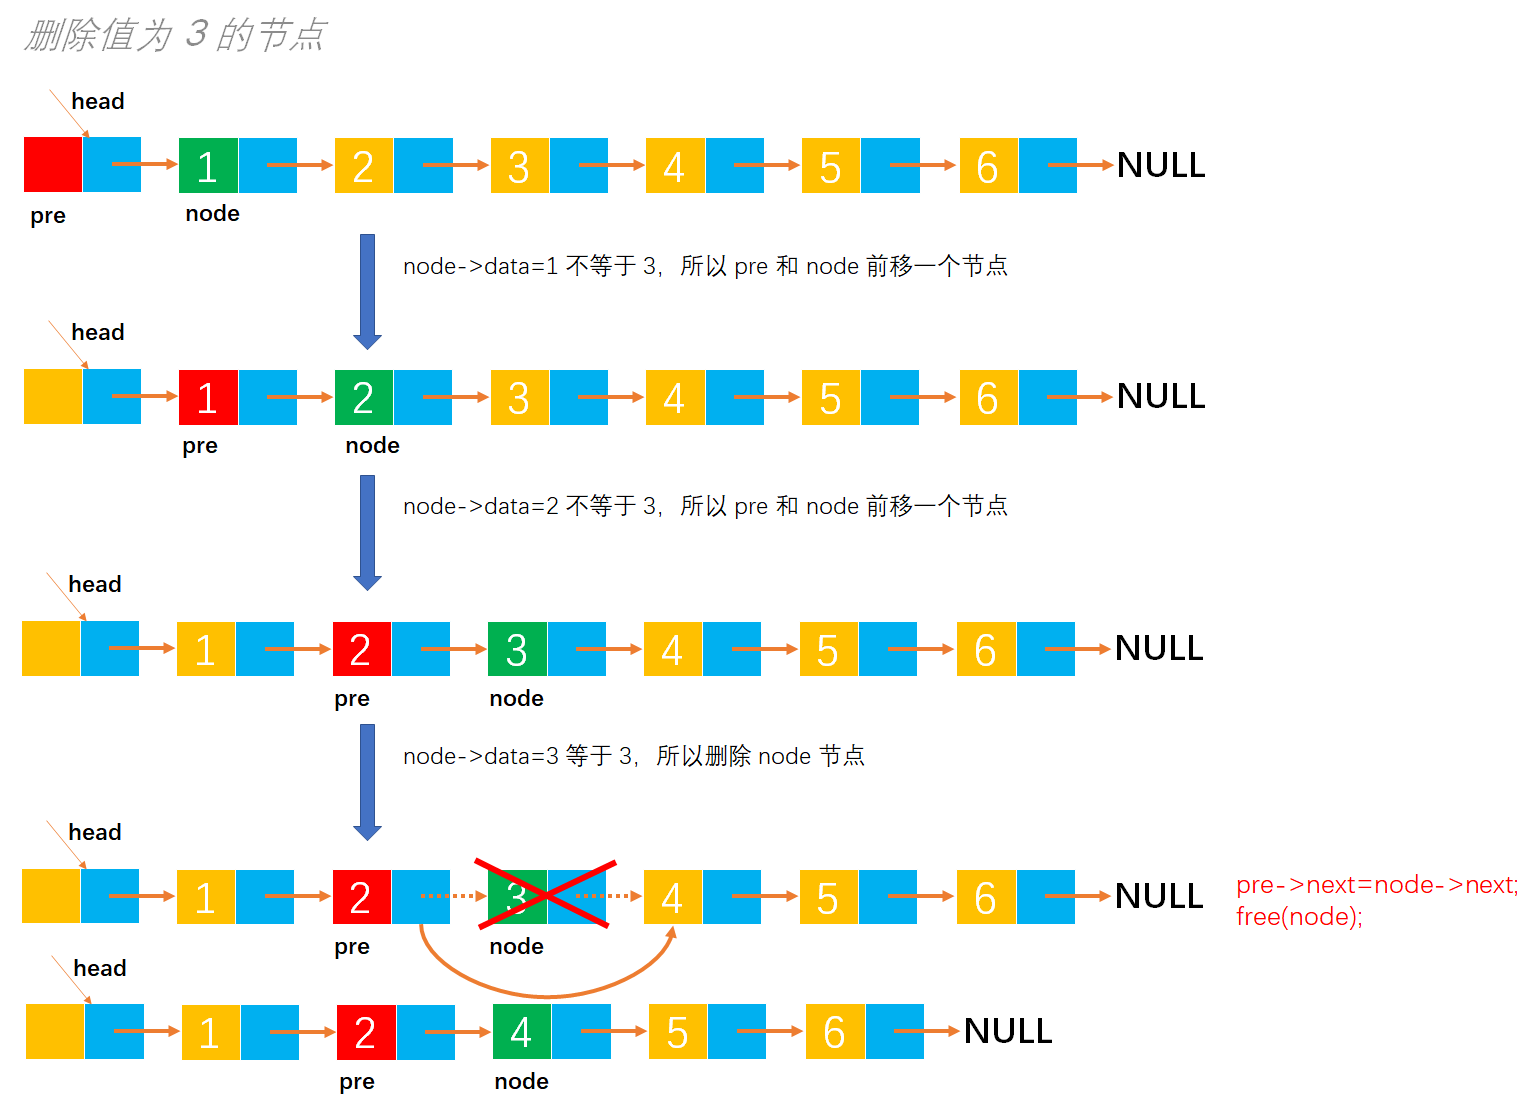 删除值为 3 的节点
head
1 2 3 4 5 6 NULL
pre node
node->data=1 不等于 3，所以 pre 和 node 前移一个节点
head
1 2 3 4 5 6 NULL
pre node
node->data=2 不等于 3，所以 pre 和 node 前移一个节点
head
1 2 3 4 5 6 NULL
pre node
node->data=3 等于 3，所以删除 node 节点
head
1 2 3 4 5 6 NULL
pre->next=node->next;
free(node);
pre node
head
1 2 4 5 6 NULL
pre node